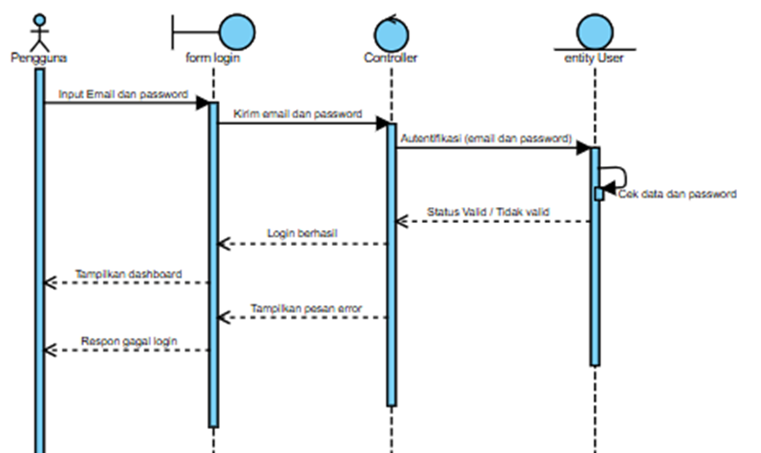 Pengguna
form login
Controller
entity User
Input Email dan password
Kirim email dan password
Autentifikasi (email dan password)
Cek data dan password
Status Valid / Tidak valid
Login berhasil
Tampilkan dashboard
Tampilkan pesan error
Respon gagal login